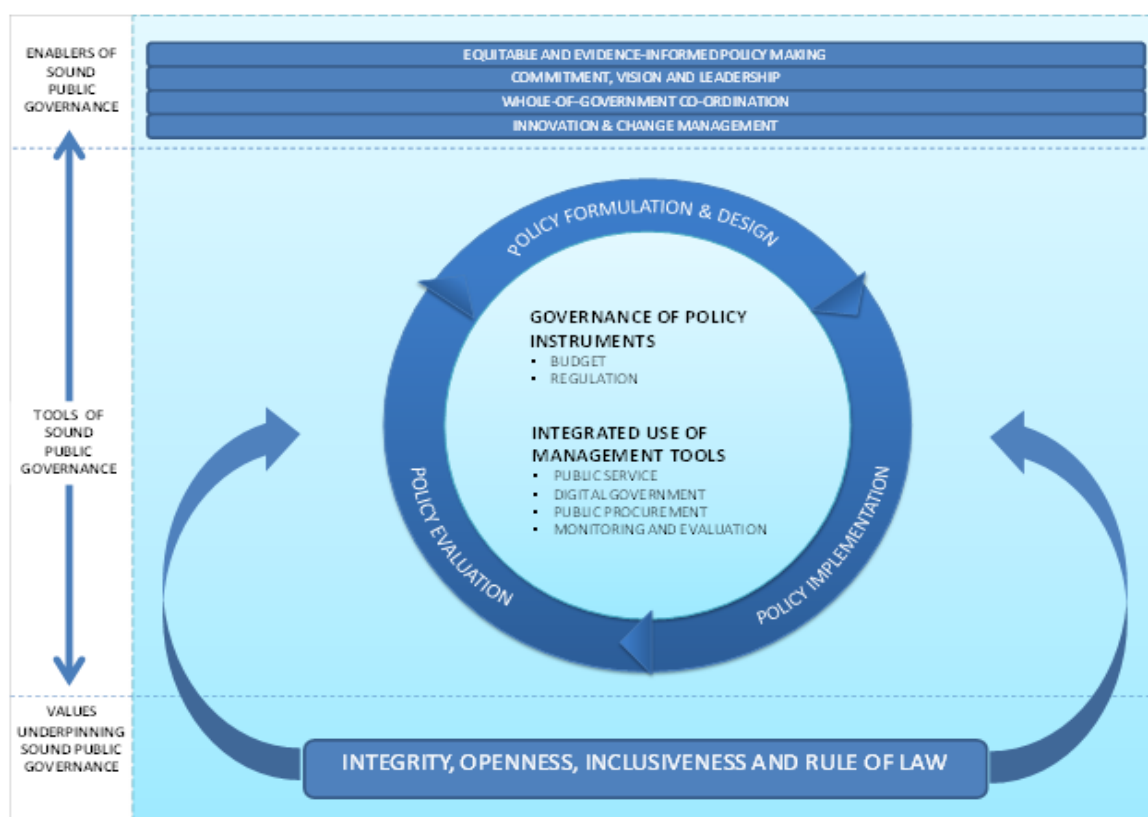 ENABLERS OF
SOUND
PUBLIC
GOVERNANCE
EQUITABLE AND EVIDENCE-INFORMED POLICY MAKING
COMMITMENT, VISION AND LEADERSHIP
WHOLE-OF-GOVERNMENT CO-ORDINATION
INNOVATION & CHANGE MANAGEMENT
TOOLS OF
SOUND
PUBLIC
GOVERNANCE
POLICY FORMULATION & DESIGN
POLICY IMPLEMENTATION
POLICY EVALUATION
GOVERNANCE OF POLICY
INSTRUMENTS
▪ BUDGET
▪ REGULATION
INTEGRATED USE OF
MANAGEMENT TOOLS
▪ PUBLIC SERVICE
▪ DIGITAL GOVERNMENT
▪ PUBLIC PROCUREMENT
▪ MONITORING AND EVALUATION
VALUES
UNDERPINNING
SOUND PUBLIC
GOVERNANCE
INTEGRITY, OPENNESS, INCLUSIVENESS AND RULE OF LAW